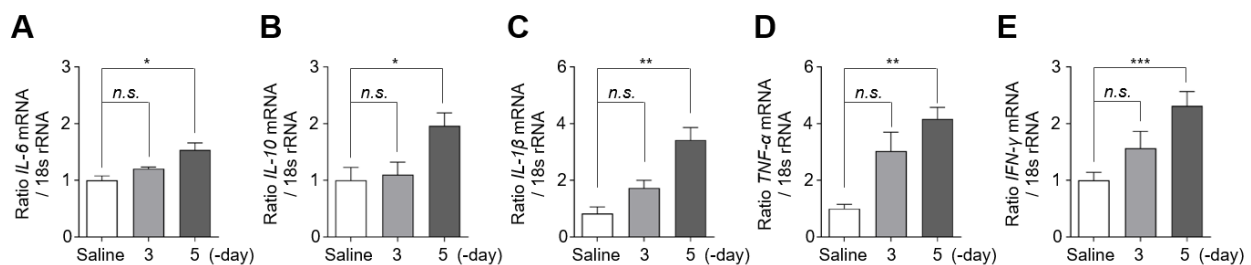 A
Ratio IL-6 mRNA
/ 18s rRNA
3
2
1
0
*
n.s.
Saline 3 5 (-day)
B
Ratio IL-10 mRNA
/ 18s rRNA
3
2
1
0
*
n.s.
Saline 3 5 (-day)
C
Ratio IL-1β mRNA
/ 18s rRNA
6
4
2
0
**
n.s.
Saline 3 5 (-day)
D
Ratio TNF-α mRNA
/ 18s rRNA
6
4
2
0
**
n.s.
Saline 3 5 (-day)
E
Ratio IFN-γ mRNA
/ 18s rRNA
3
2
1
0
***
n.s.
Saline 3 5 (-day)